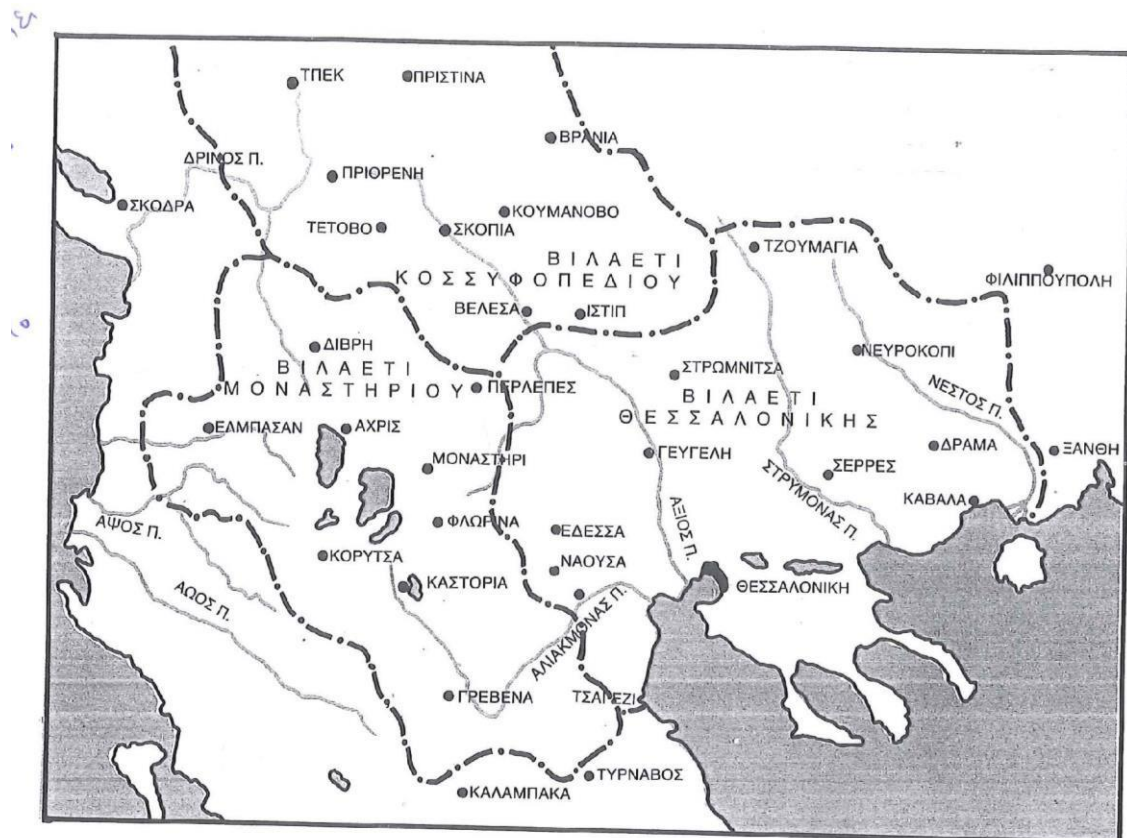 ΤΠΕΚ
ΠΡΙΣΤΙΝΑ
ΒΡΑΝΙΑ
ΔΡΙΝΟΣ Π.
ΠΡΙΘΡΕΝΗ
ΣΚΟΔΡΑ
ΚΟΥΜΑΝΟΒΟ
ΤΕΤΟΒΟ
ΣΚΟΠΙΑ
ΤΖΟΥΜΑΓΙΑ
ΒΙΛΑΕΤΙ
ΚΟΣΣΥΦΟΠΕΔΙΟΥ
ΦΙΛΙΠΠΟΥΠΟΛΗ
ΒΕΛΕΣΑ
ΙΣΤΙΠ
ΔΙΒΡΗ
ΝΕΥΡΟΚΟΠΙ
ΒΙΛΑΕΤΙ
ΜΟΝΑΣΤΗΡΙΟΥ
ΠΕΡΛΕΠΕΣ
ΣΤΡΩΜΝΙΤΣΑ
ΝΕΣΤΟΣ Π.
ΒΙΛΑΕΤΙ
ΘΕΣΣΑΛΟΝΙΚΗΣ
ΕΛΜΠΑΣΑΝ
ΑΧΡΙΣ
ΔΡΑΜΑ
ΞΑΝΘΗ
ΓΕΥΓΕΛΗ
ΜΟΝΑΣΤΗΡΙ
ΣΕΡΡΕΣ
ΣΤΡΥΜΟΝΑΣ Π.
ΚΑΒΑΛΑ
ΑΨΟΣ Π.
ΦΛΩΡΙΝΑ
ΕΔΕΣΣΑ
ΑΞΙΟΣ Π.
ΚΟΡΥΤΣΑ
ΝΑΟΥΣΑ
ΚΑΣΤΟΡΙΑ
ΘΕΣΣΑΛΟΝΙΚΗ
ΑΩΟΣ Π.
ΑΛΙΑΚΜΟΝΑΣ Π.
ΓΡΕΒΕΝΑ
ΤΣΑΓΕΖΙ
ΤΥΡΝΑΒΟΣ
ΚΑΛΑΜΠΑΚΑ